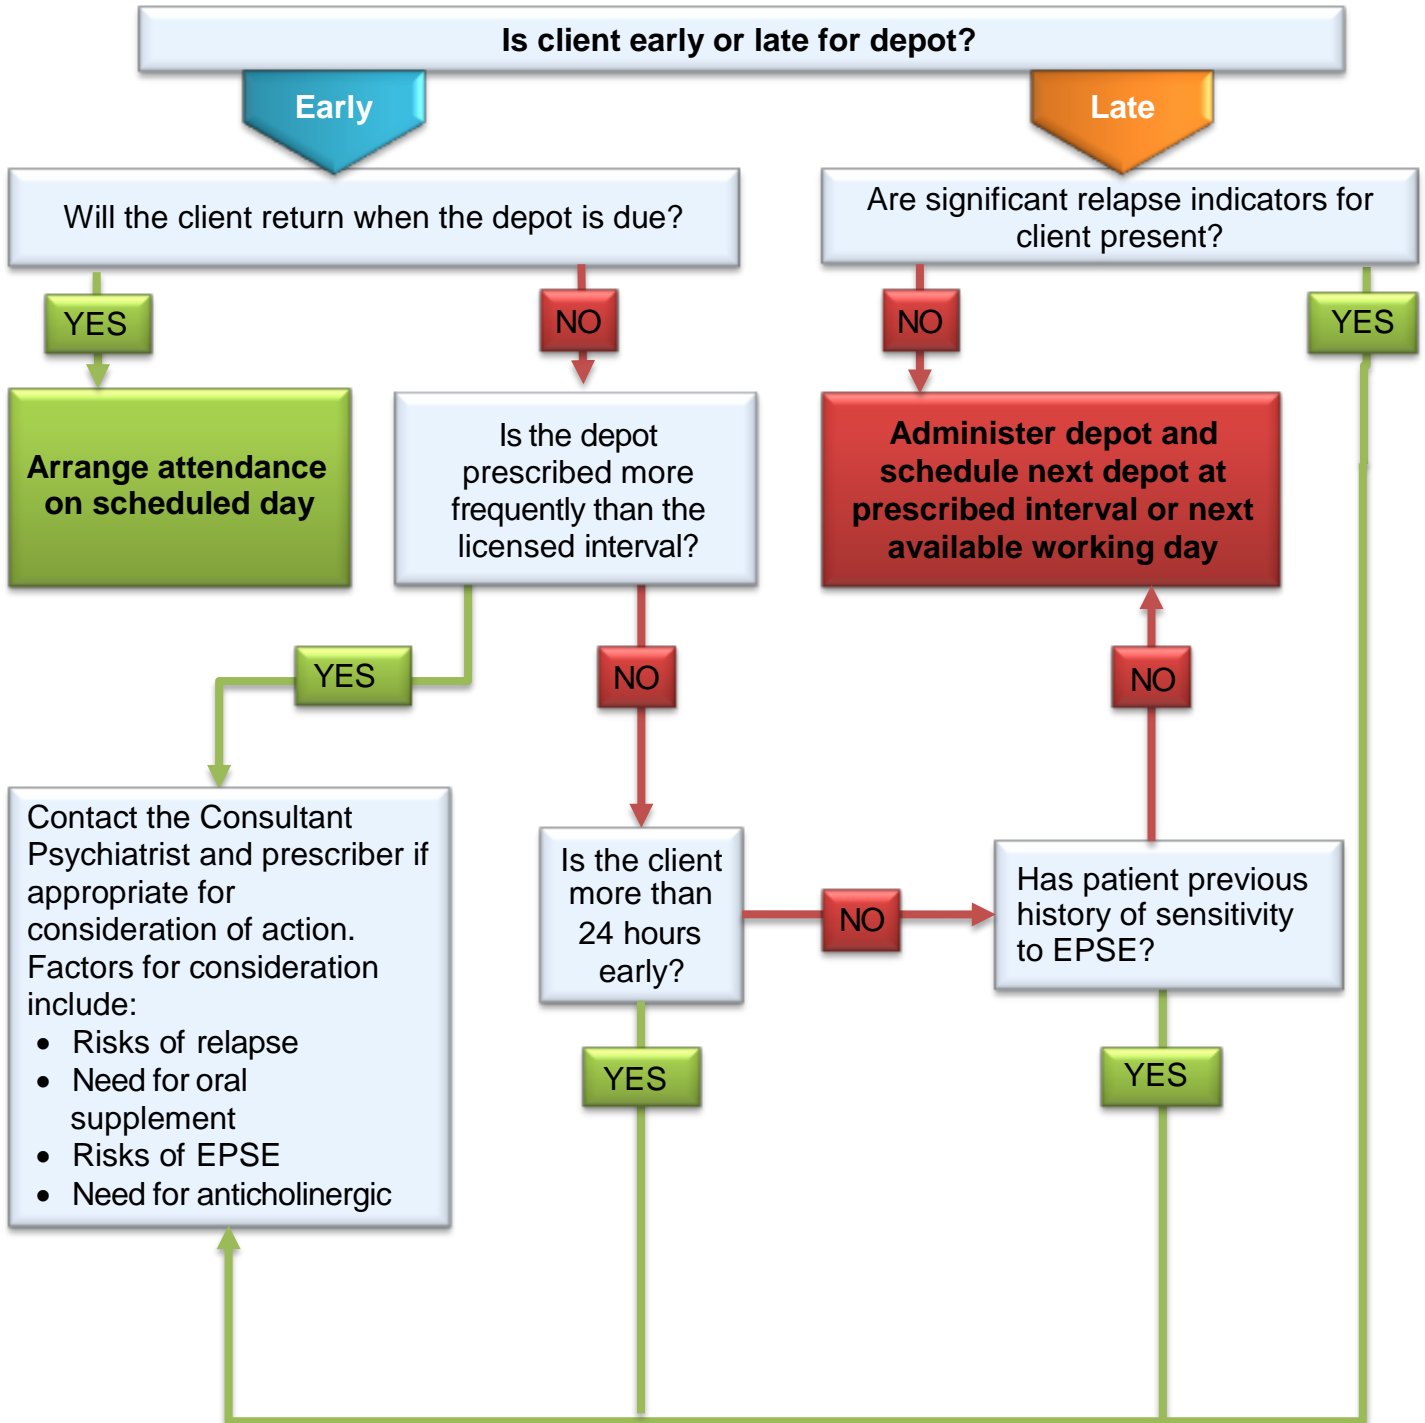 Is client early or late for depot?
Early
Late
Will the client return when the depot is due?
Are significant relapse indicators for
client present?
YES
NO
NO
YES
Arrange attendance
on scheduled day
Is the depot
prescribed more
frequently than the
licensed interval?
Administer depot and
schedule next depot at
prescribed interval or next
available working day
YES
NO
NO
Contact the Consultant
Psychiatrist and prescriber if
appropriate for
consideration of action.
Factors for consideration
include:
• Risks of relapse
• Need for oral
supplement
• Risks of EPSE
• Need for anticholinergic
Is the client
more than
24 hours
early?
NO
Has patient previous
history of sensitivity
to EPSE?
YES
YES